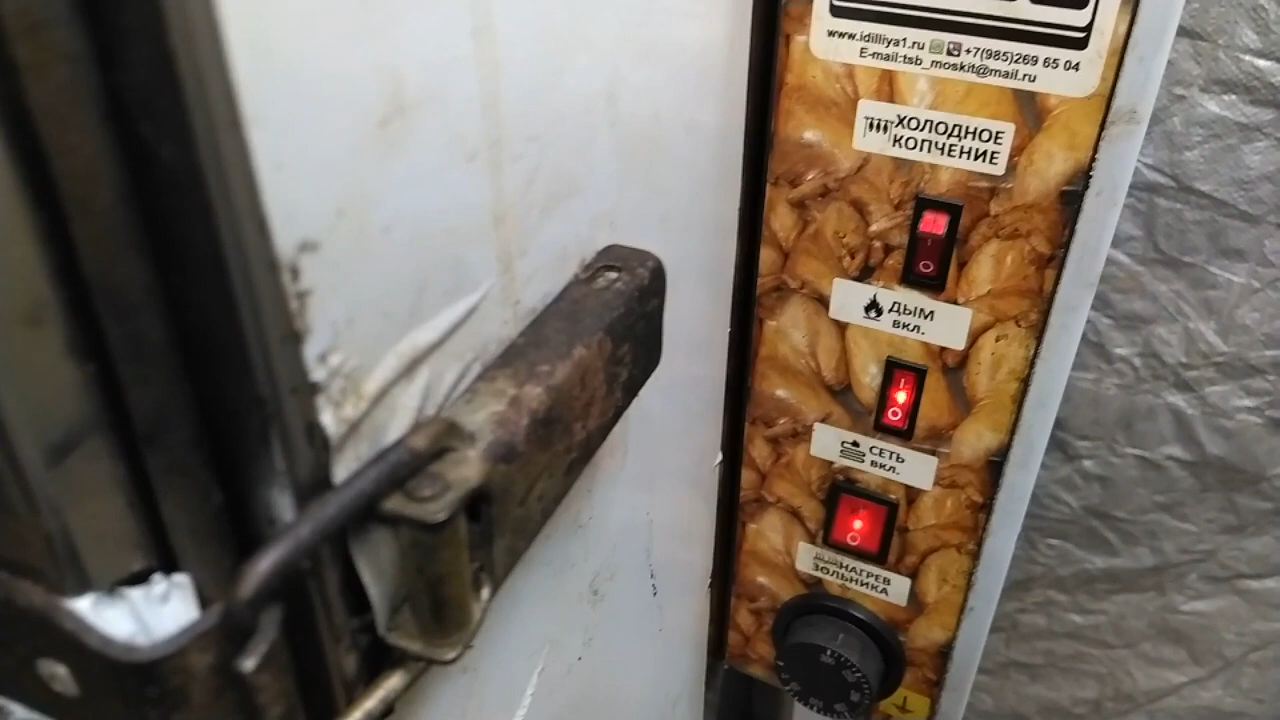 www.idilliya1.ru +7(985)269 65 04
E-mail:tsb_moskit@mail.ru
ХОЛОДНОЕ
КОПЧЕНИЕ
ДЫМ
вкл.
СЕТЬ
вкл.
НАГРЕВ
ЗОЛЬНИКА